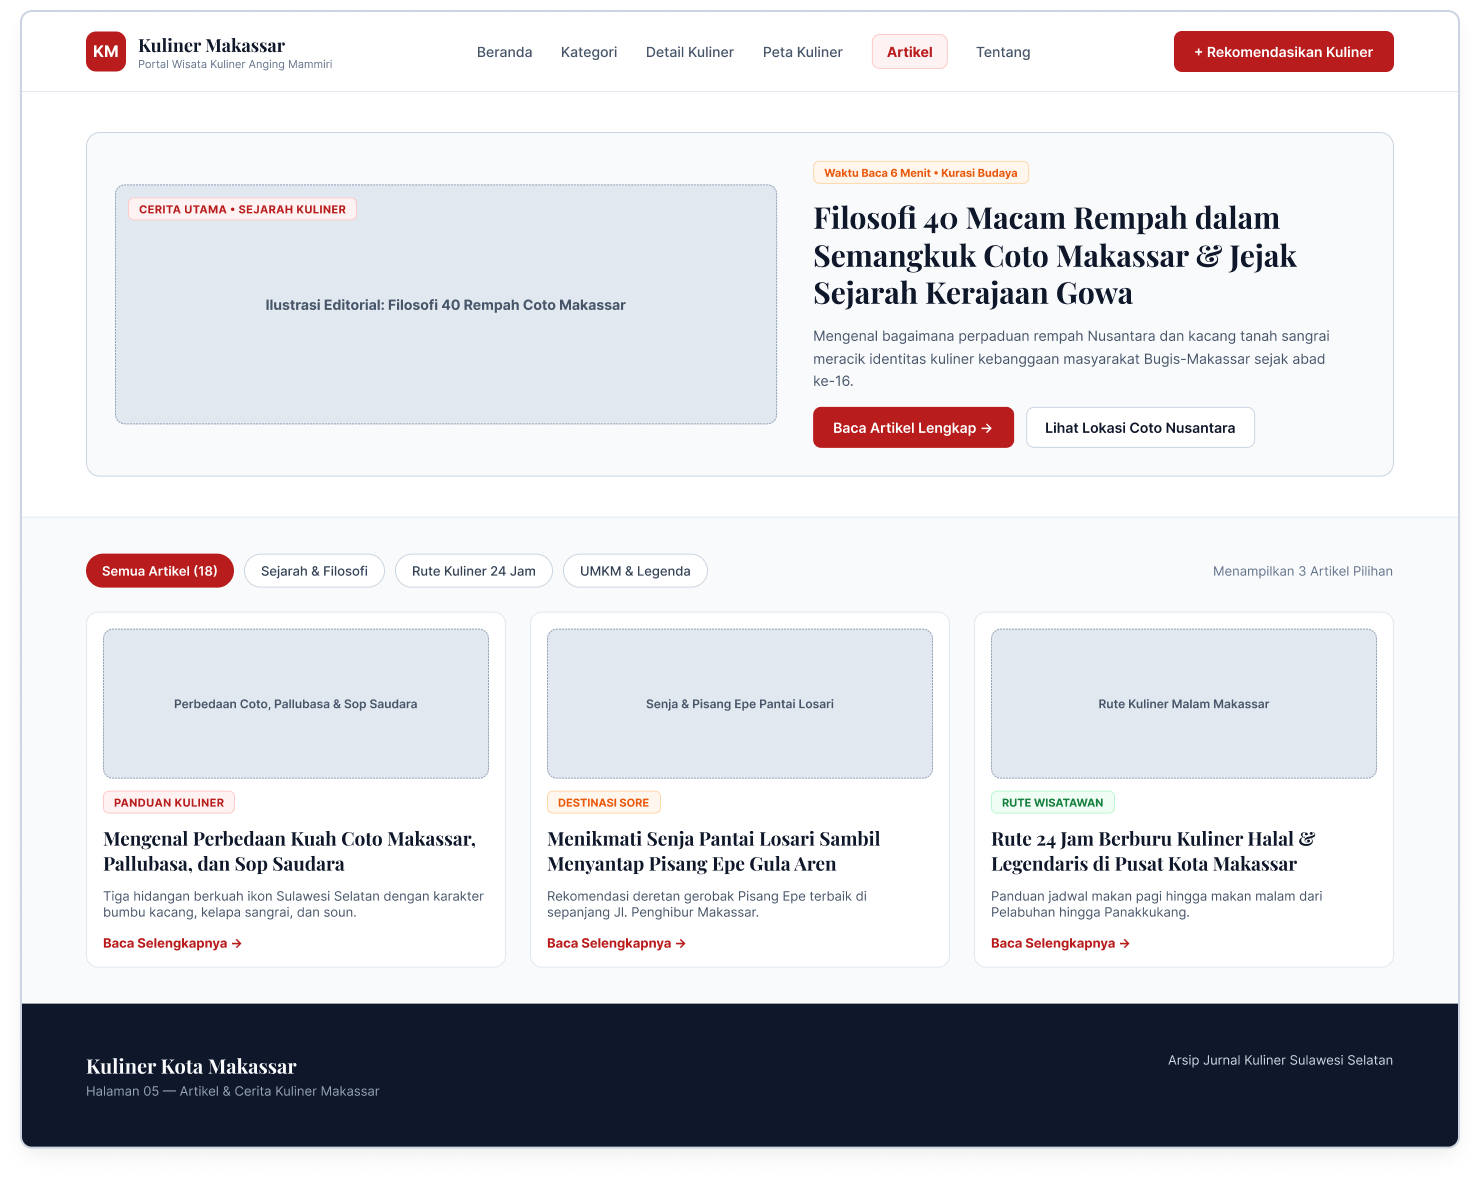 KM
Kuliner Makassar
Portal Wisata Kuliner Anging Mammiri
Beranda
Kategori
Detail Kuliner
Peta Kuliner
Artikel
Tentang
+ Rekomendasikan Kuliner
CERITA UTAMA • SEJARAH KULINER
Ilustrasi Editorial: Filosofi 40 Rempah Coto Makassar
Waktu Baca 6 Menit • Kurasi Budaya
Filosofi 40 Macam Rempah dalam
Semangkuk Coto Makassar & Jejak
Sejarah Kerajaan Gowa
Mengenal bagaimana perpaduan rempah Nusantara dan kacang tanah sangrai
meracik identitas kuliner kebanggaan masyarakat Bugis-Makassar sejak abad
ke-16.
Baca Artikel Lengkap →
Lihat Lokasi Coto Nusantara
Semua Artikel (18)
Sejarah & Filosofi
Rute Kuliner 24 Jam
UMKM & Legenda
Menampilkan 3 Artikel Pilihan
Perbedaan Coto, Pallubasa & Sop Saudara
PANDUAN KULINER
Mengenal Perbedaan Kuah Coto Makassar,
Pallubasa, dan Sop Saudara
Tiga hidangan berkuah ikon Sulawesi Selatan dengan karakter
bumbu kacang, kelapa sangrai, dan soun.
Baca Selengkapnya →
Senja & Pisang Epe Pantai Losari
DESTINASI SORE
Menikmati Senja Pantai Losari Sambil
Menyantap Pisang Epe Gula Aren
Rekomendasi deretan gerobak Pisang Epe terbaik di
sepanjang Jl. Penghibur Makassar.
Baca Selengkapnya →
Rute Kuliner Malam Makassar
RUTE WISATAWAN
Rute 24 Jam Berburu Kuliner Halal &
Legendaris di Pusat Kota Makassar
Panduan jadwal makan pagi hingga makan malam dari
Pelabuhan hingga Panakkukang.
Baca Selengkapnya →
Kuliner Kota Makassar
Halaman 05 — Artikel & Cerita Kuliner Makassar
Arsip Jurnal Kuliner Sulawesi Selatan